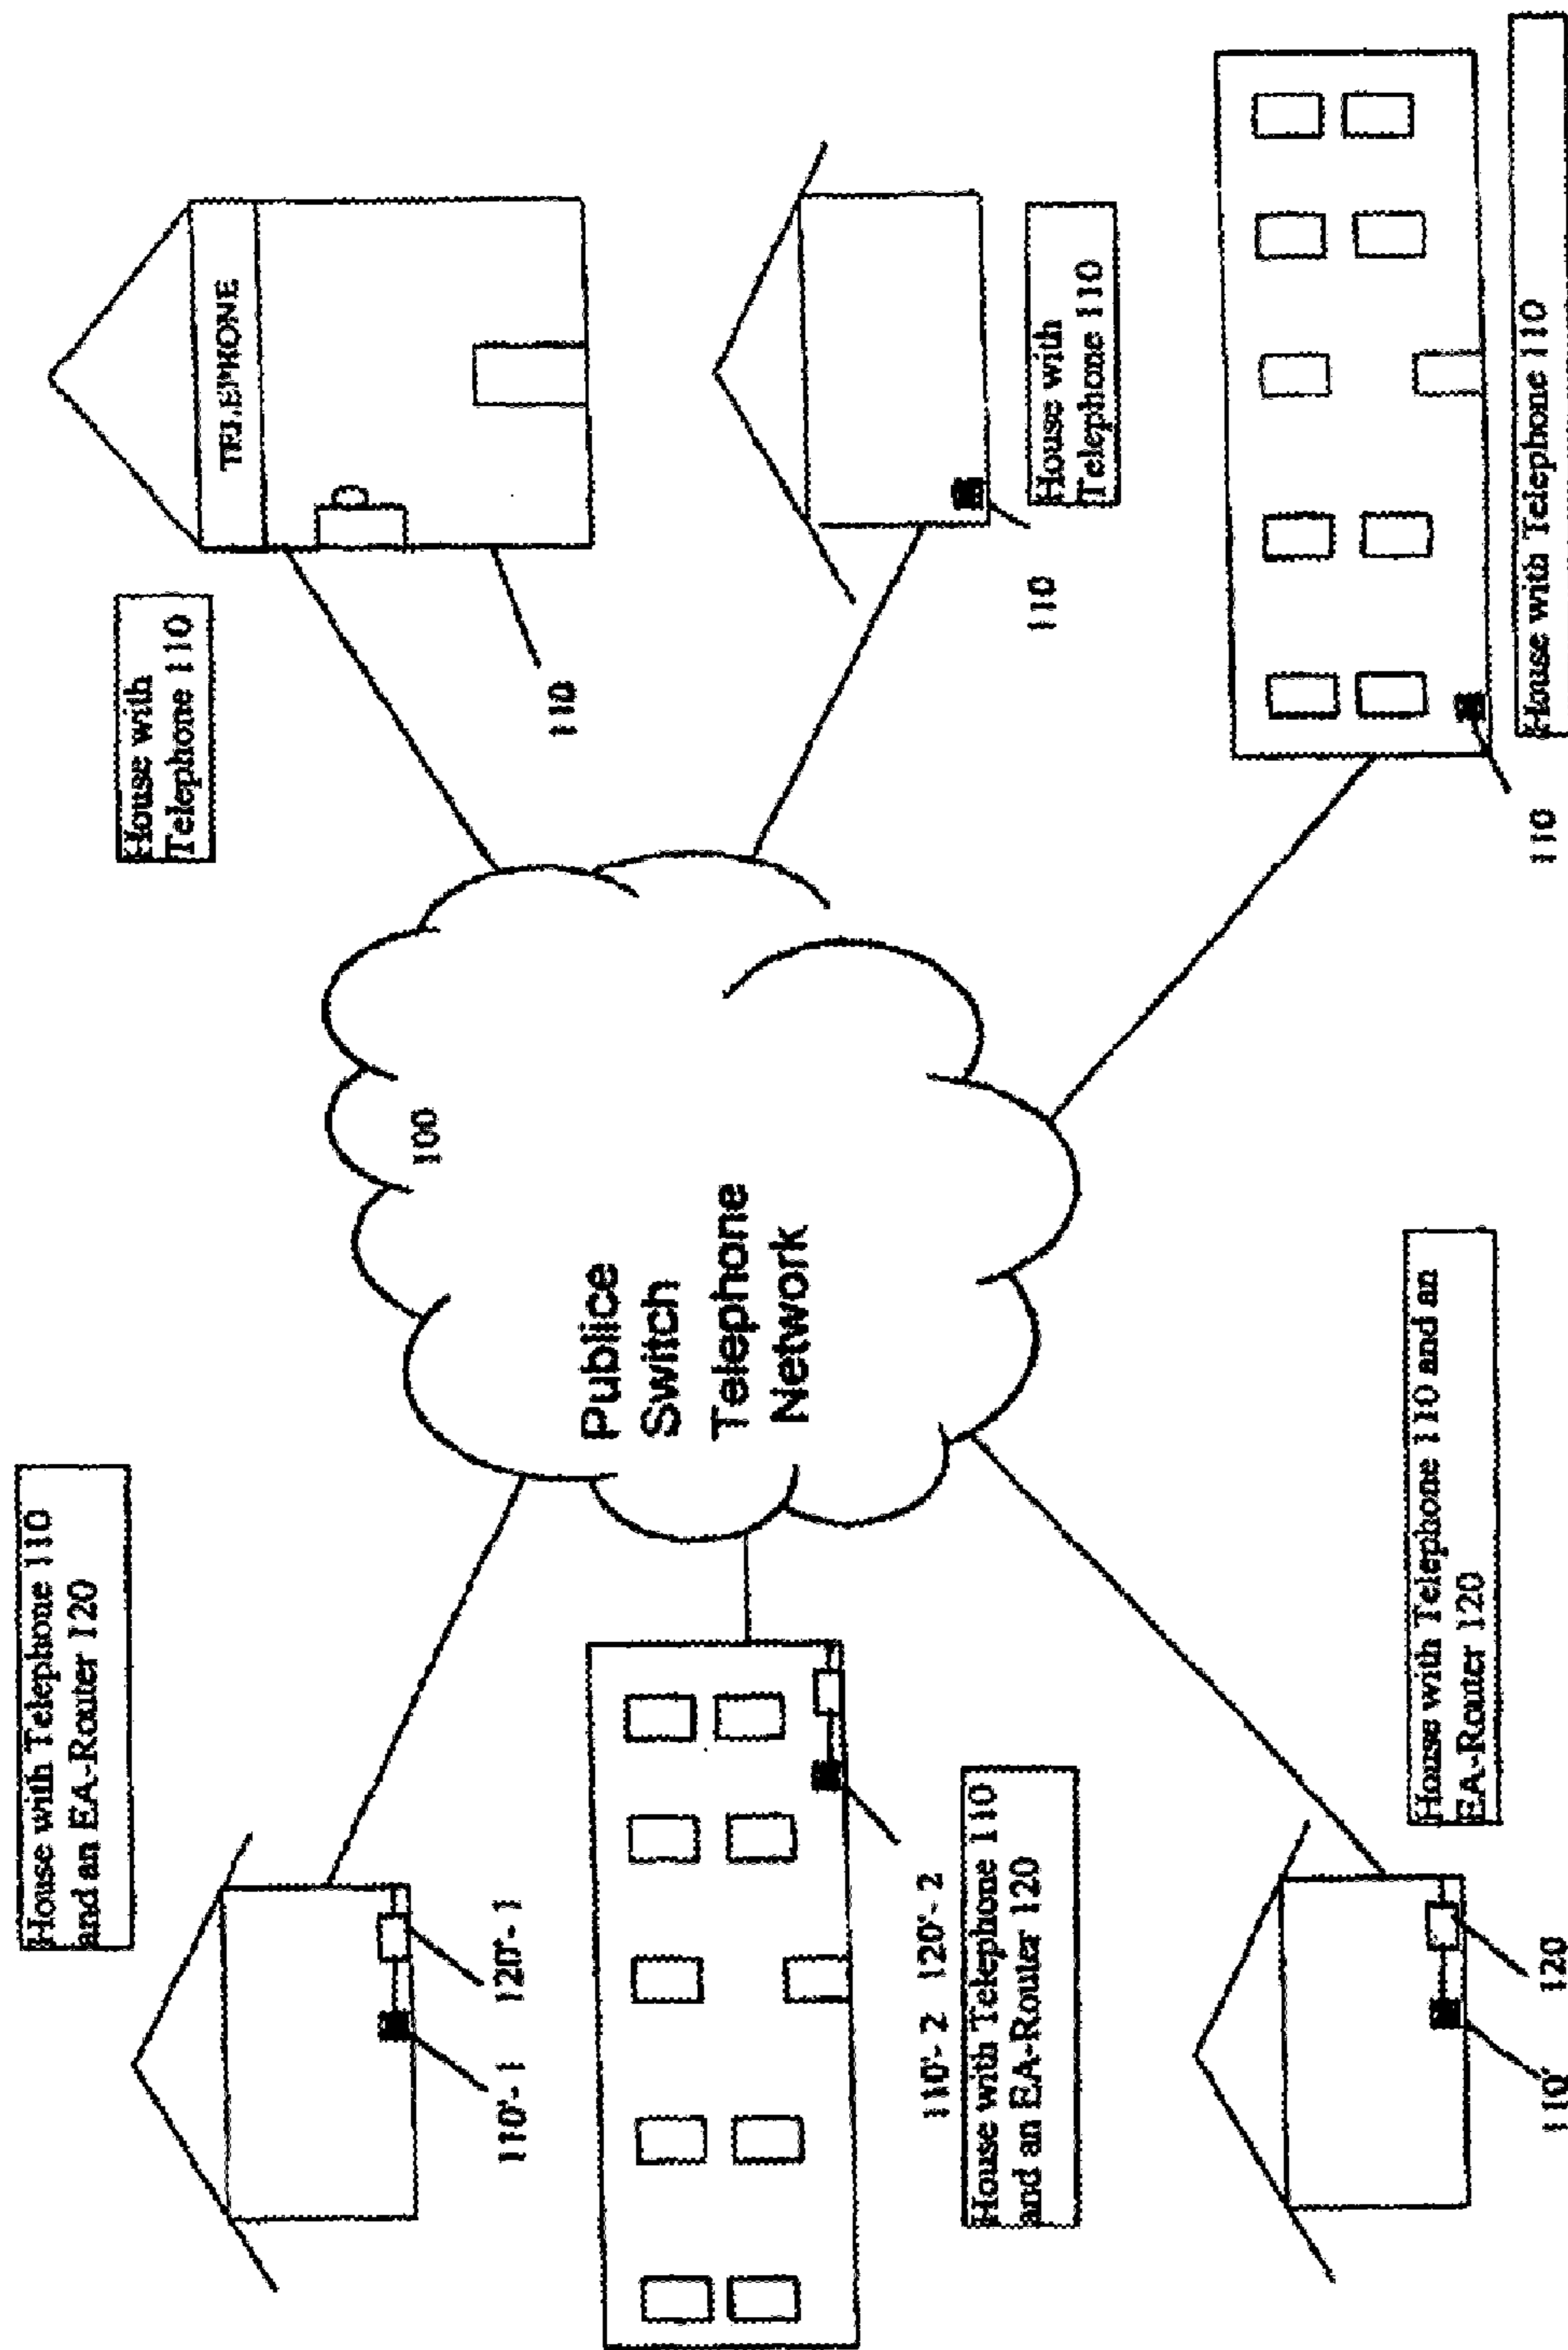 House with Telephone 110
and an EA-Router 120
110'- 1
120'- 1
110'- 2 120'- 2
House with Telephone 110
and an EA-Router 120
110'
120
House with Telephone 110 and an
EA-Router 120
100
Publice
Switch
Telephone
Network
House with
Telephone 110
TELEPHONE
110
House with
Telephone 110
110
110
House with Telephone 110